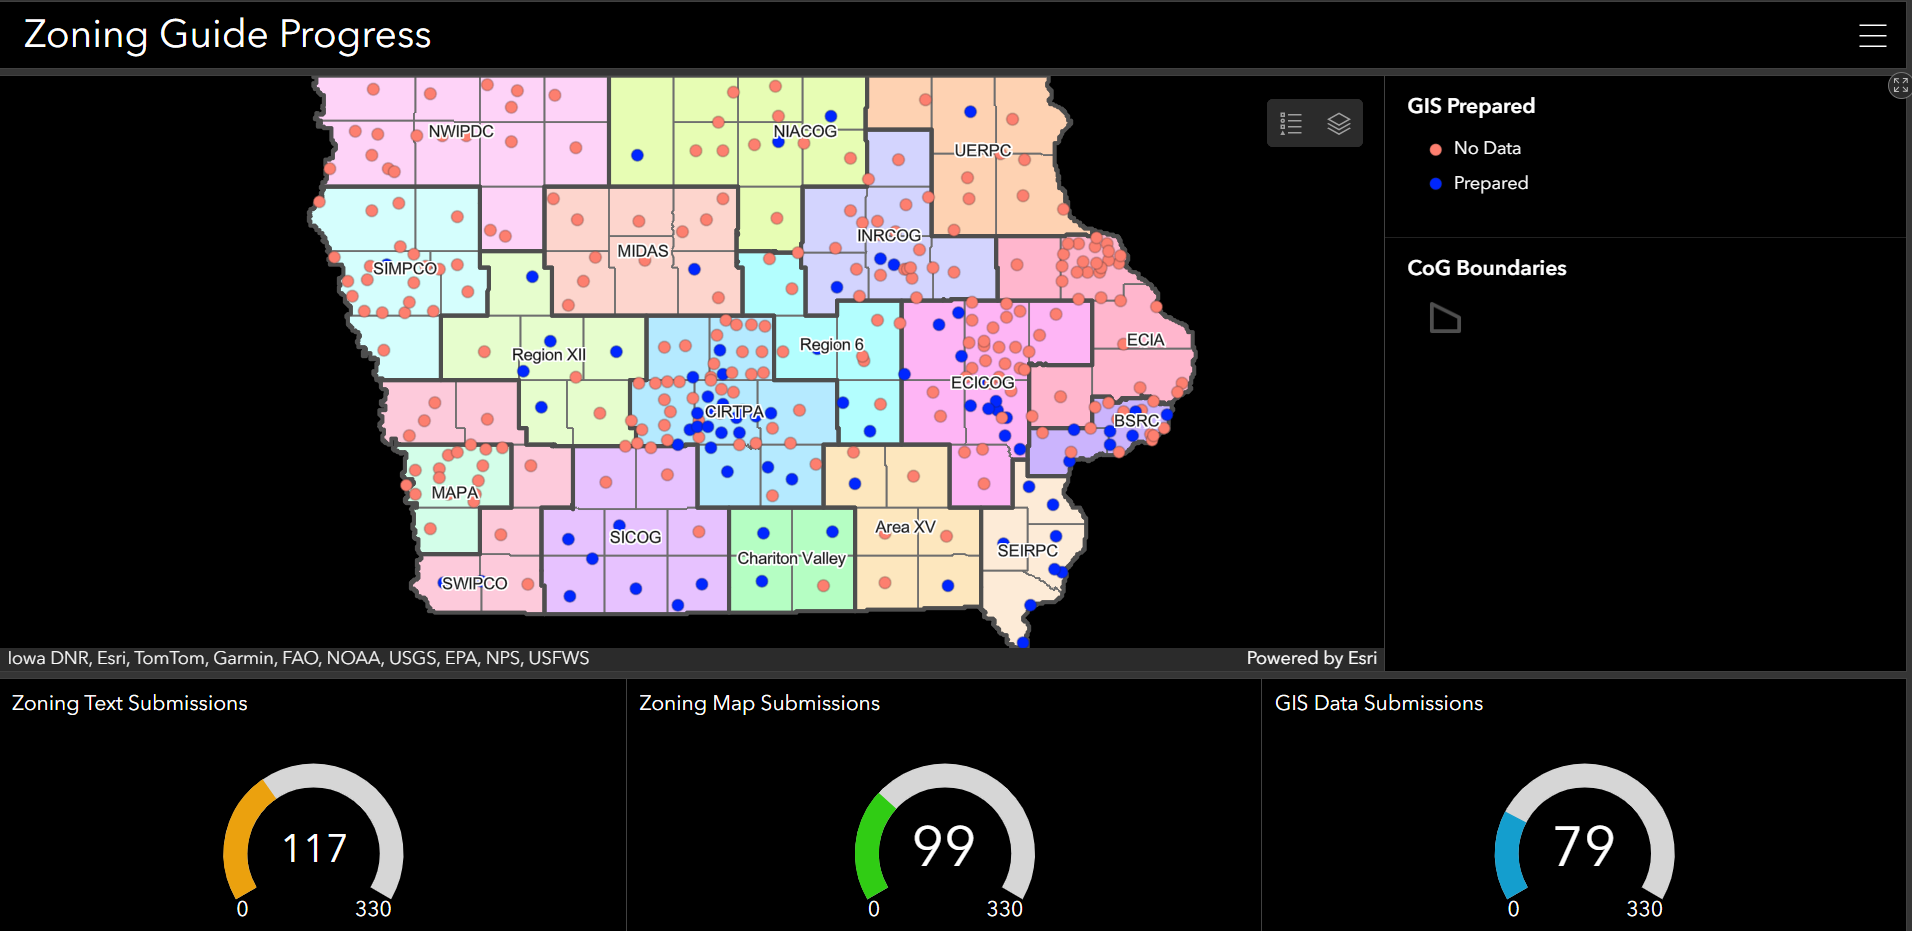 Zoning Guide Progress
NWIPDC
NIACOG
UERPC
INRCOG
MIDAS
SIMPCO
ECIA
Region 6
Region XII
ECICOG
CIRTPA
BSRC
MAPA
Area XV
SICOG
SEIRPC
Chariton Valley
SWIPCO
Iowa DNR, Esri, TomTom, Garmin, FAO, NOAA, USGS, EPA, NPS, USFWS
Powered by Esri
GIS Prepared
No Data
Prepared
CoG Boundaries
Zoning Text Submissions
117
0
330
Zoning Map Submissions
99
0
330
GIS Data Submissions
79
0
330